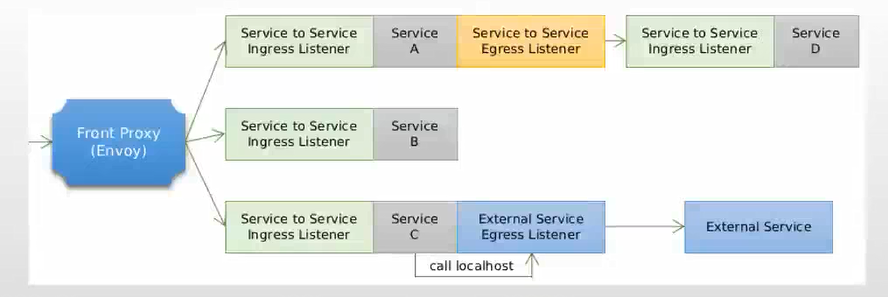 Service to Service
Ingress Listener
Service
A
Service to Service
Egress Listener
Service to Service
Ingress Listener
Service
D
Front Proxy
(Envoy)
Service to Service
Ingress Listener
Service
B
Service to Service
Ingress Listener
Service
C
External Service
Egress Listener
External Service
call localhost